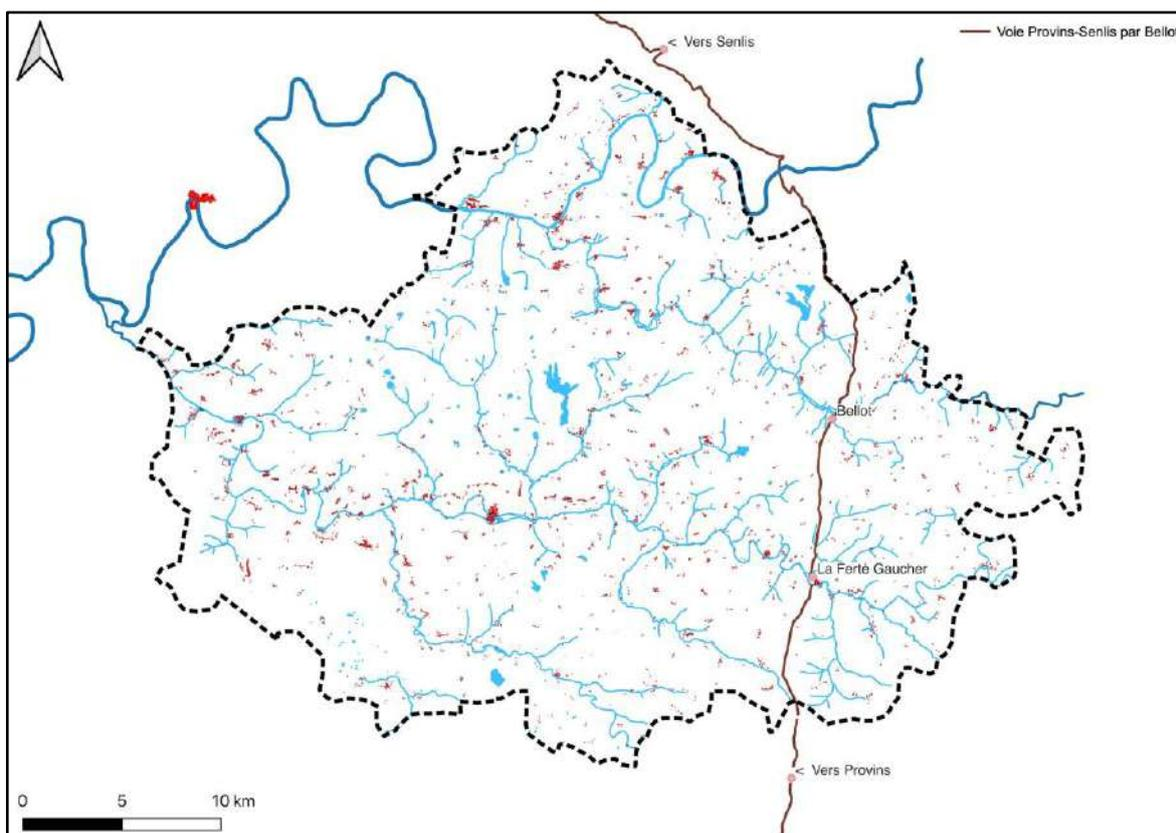 < Vers Senlis
Voie Provins-Senlis par Bellot
Bellot
La Ferté Gaucher
< Vers Provins
0 5 10 km